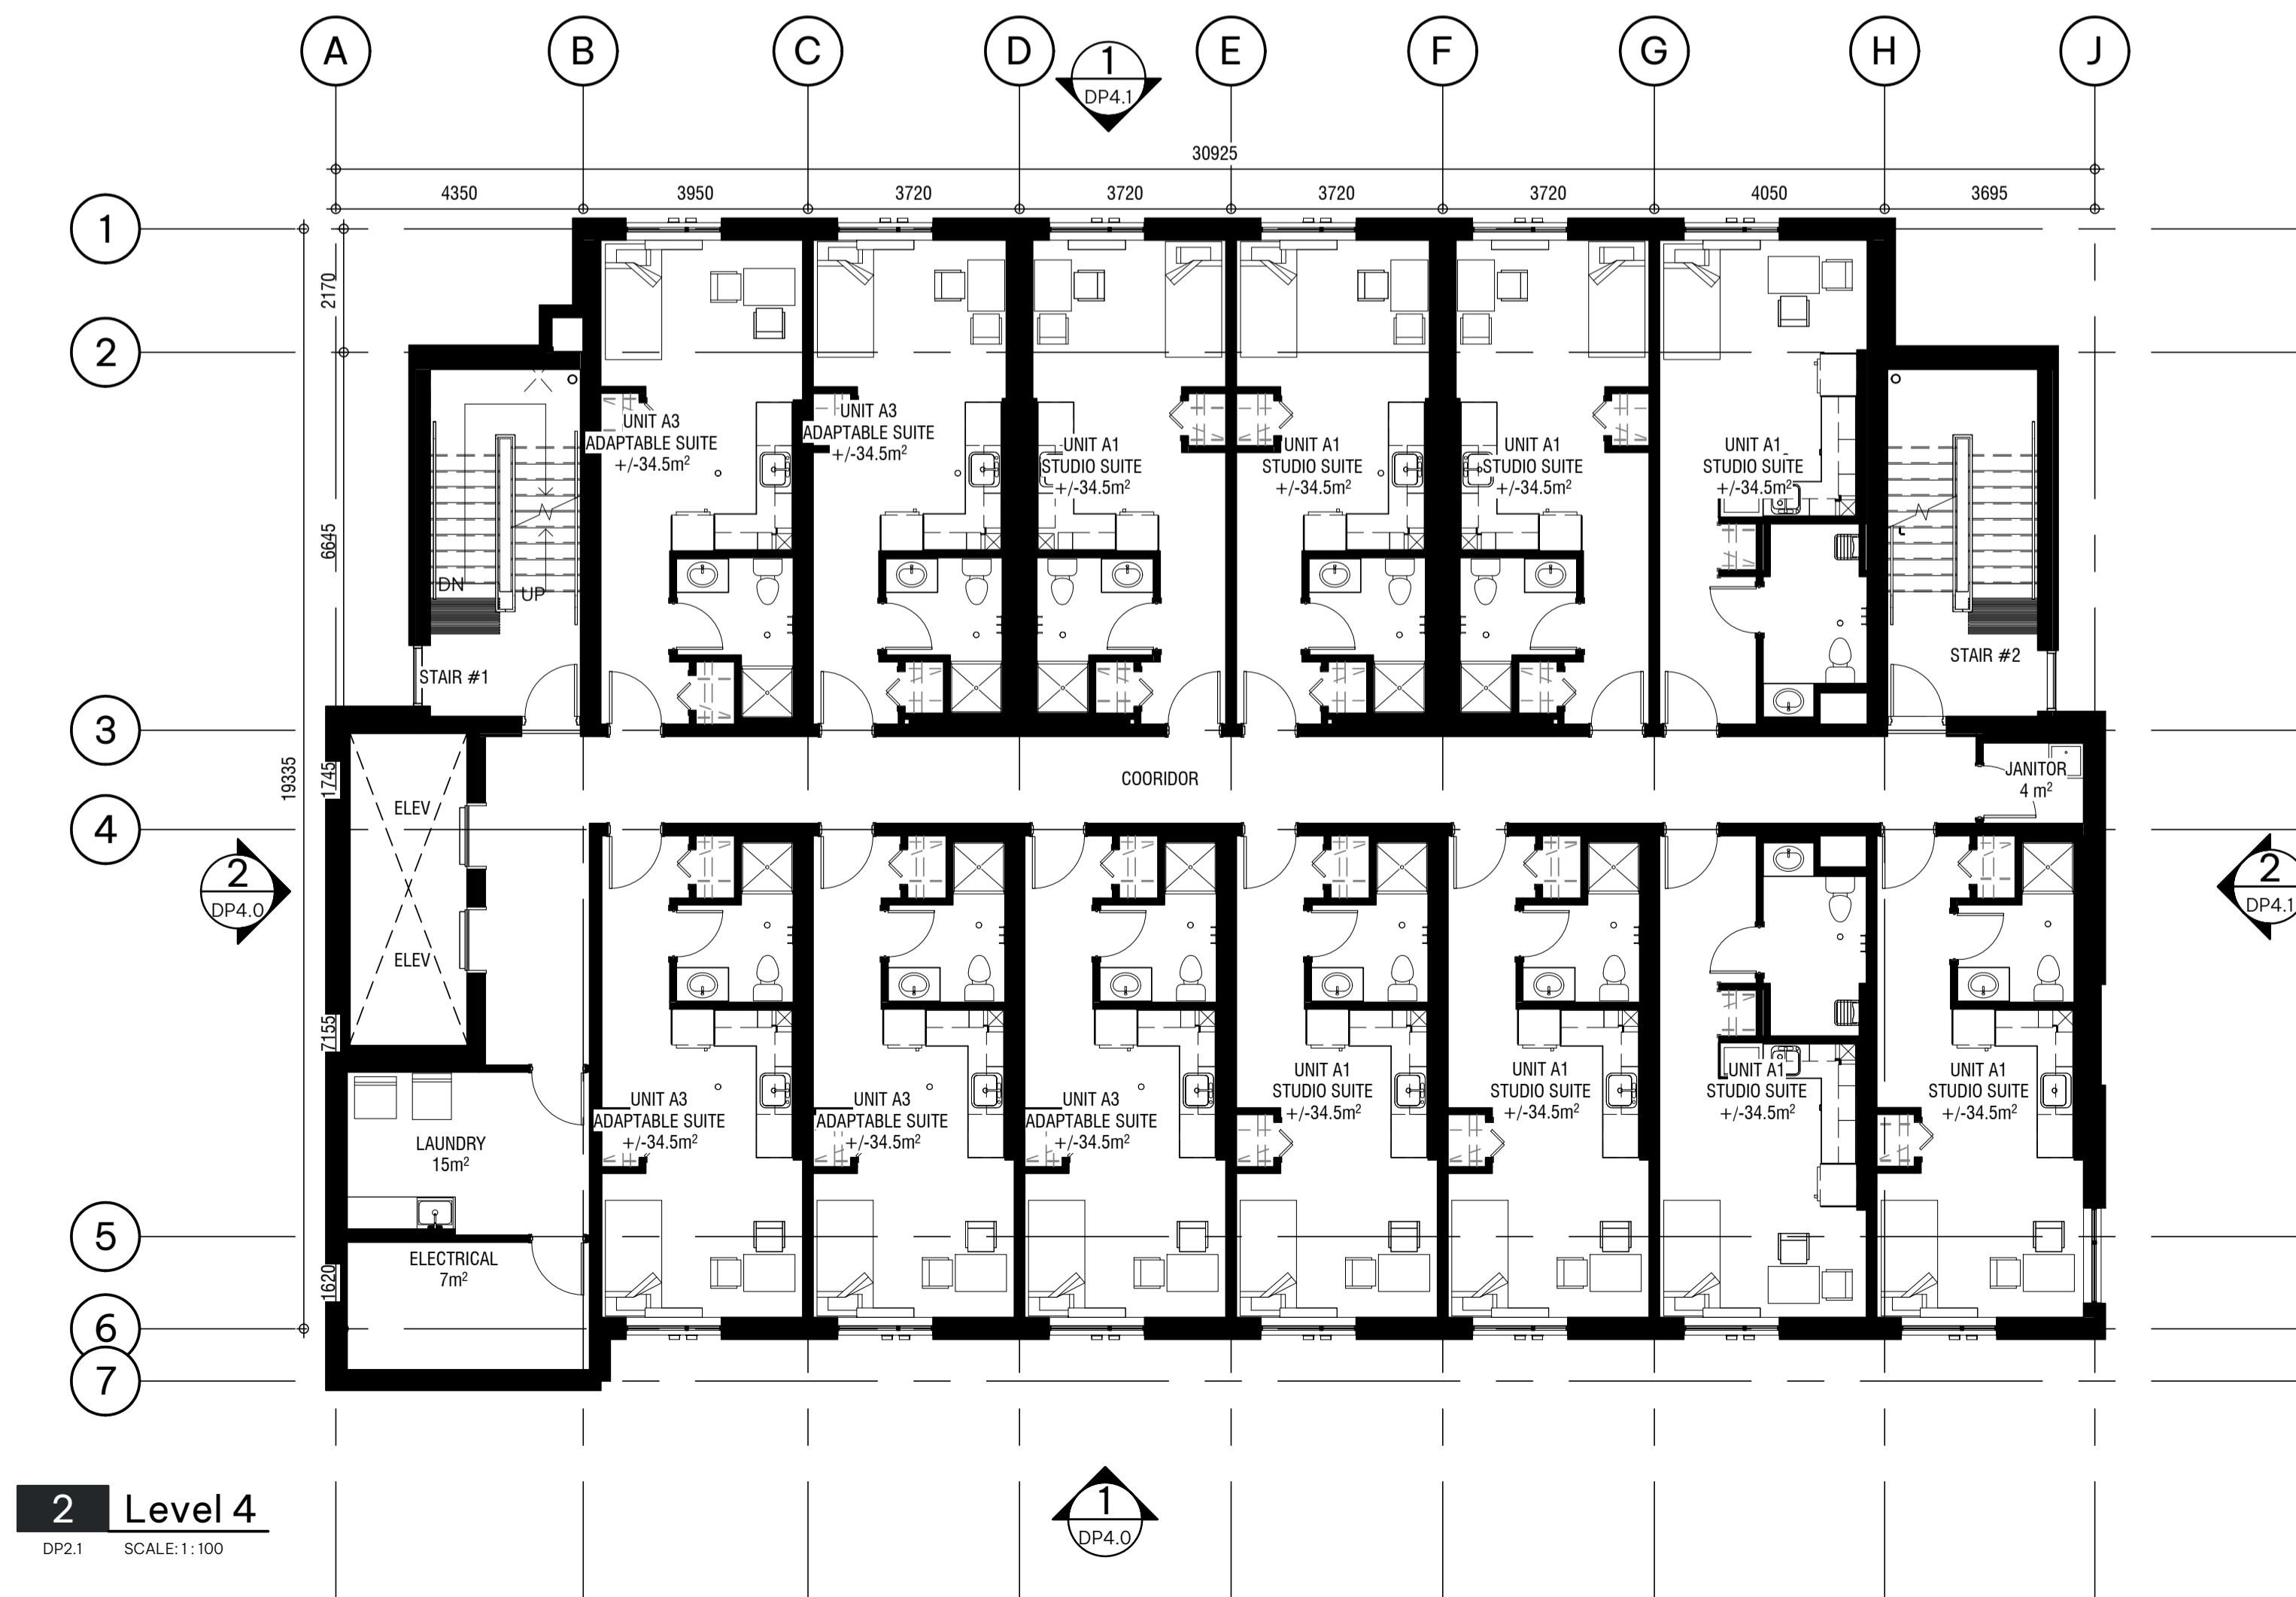 A B C D E F G H J
1
DP4.1
30925
4350 3950 3720 3720 3720 3720 4050 3695
1
2
3
4
5
6
7
2170
6645
19335
1745
7155
1620
UNIT A3
ADAPTABLE SUITE
+/-34.5m²
UNIT A3
ADAPTABLE SUITE
+/-34.5m²
UNIT A1
STUDIO SUITE
+/-34.5m²
UNIT A1
STUDIO SUITE
+/-34.5m²
UNIT A1
STUDIO SUITE
+/-34.5m²
UNIT A1
STUDIO SUITE
+/-34.5m²
DN
UP
STAIR #1
STAIR #2
COORIDOR
JANITOR
4 m²
ELEV
ELEV
2
DP4.0
2
DP4.1
UNIT A3
ADAPTABLE SUITE
+/-34.5m²
UNIT A3
ADAPTABLE SUITE
+/-34.5m²
UNIT A3
ADAPTABLE SUITE
+/-34.5m²
UNIT A1
STUDIO SUITE
+/-34.5m²
UNIT A1
STUDIO SUITE
+/-34.5m²
UNIT A1
STUDIO SUITE
+/-34.5m²
UNIT A1
STUDIO SUITE
+/-34.5m²
LAUNDRY
15m²
ELECTRICAL
7m²
1
DP4.0
2 Level 4
DP2.1 SCALE: 1 : 100